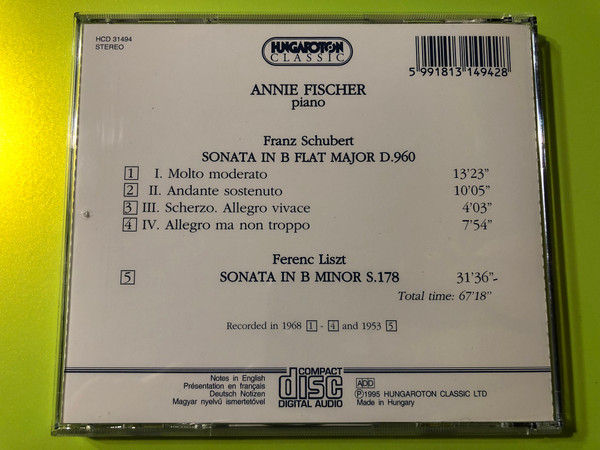 HCD 31494
STEREO
HUNGAROTON
CLASSIC
5 991813 149428
ANNIE FISCHER
piano
Franz Schubert
SONATA IN B FLAT MAJOR D.960
1 I. Molto moderato 13'23"
2 II. Andante sostenuto 10'05"
3 III. Scherzo. Allegro vivace 4'03"
4 IV. Allegro ma non troppo 7'54"
Ferenc Liszt
5 SONATA IN B MINOR S.178 31'36"
Total time: 67'18"
Recorded in 1968 1 - 4 and 1953 5
Notes in English
Présentation en français
Deutsch Notizen
Magyar nyelvű ismertetővel
COMPACT
disc
DIGITAL AUDIO
ADD
Ⓟ1995 HUNGAROTON CLASSIC LTD
Made in Hungary